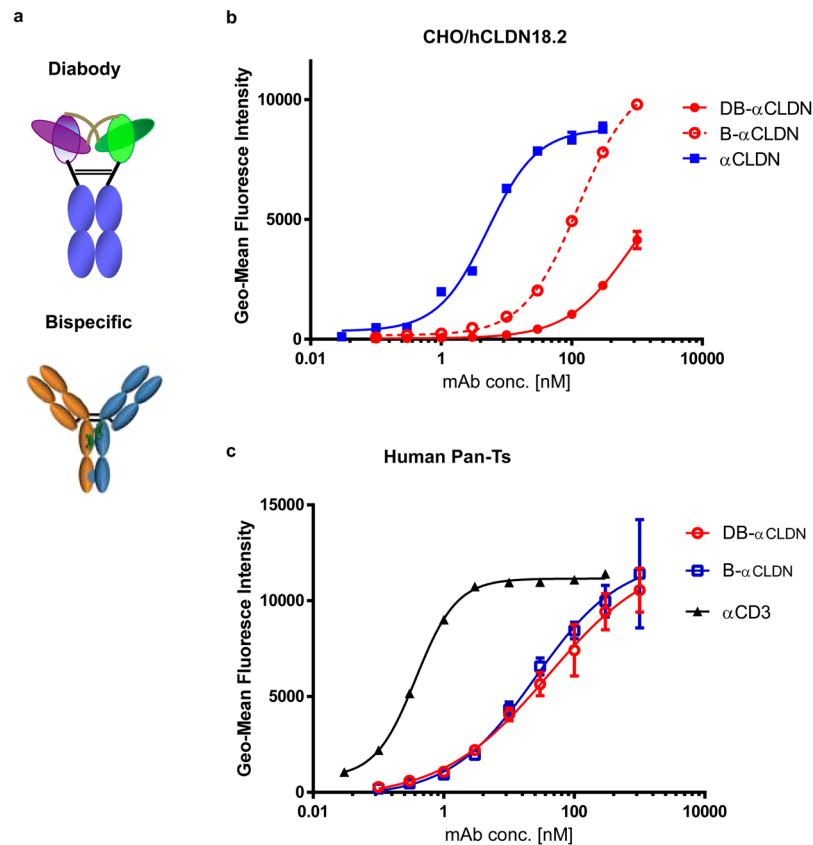 a
Diabody
Bispecific
b
CHO/hCLDN18.2
Geo-Mean Fluoresce Intensity
10000
5000
0
0.01
1
100
10000
mAb conc. [nM]
DB-αCLDN
B-αCLDN
αCLDN
c
Human Pan-Ts
Geo-Mean Fluoresce Intensity
15000
10000
5000
0
0.01
1
100
10000
mAb conc. [nM]
DB-αCLDN
B-αCLDN
αCD3